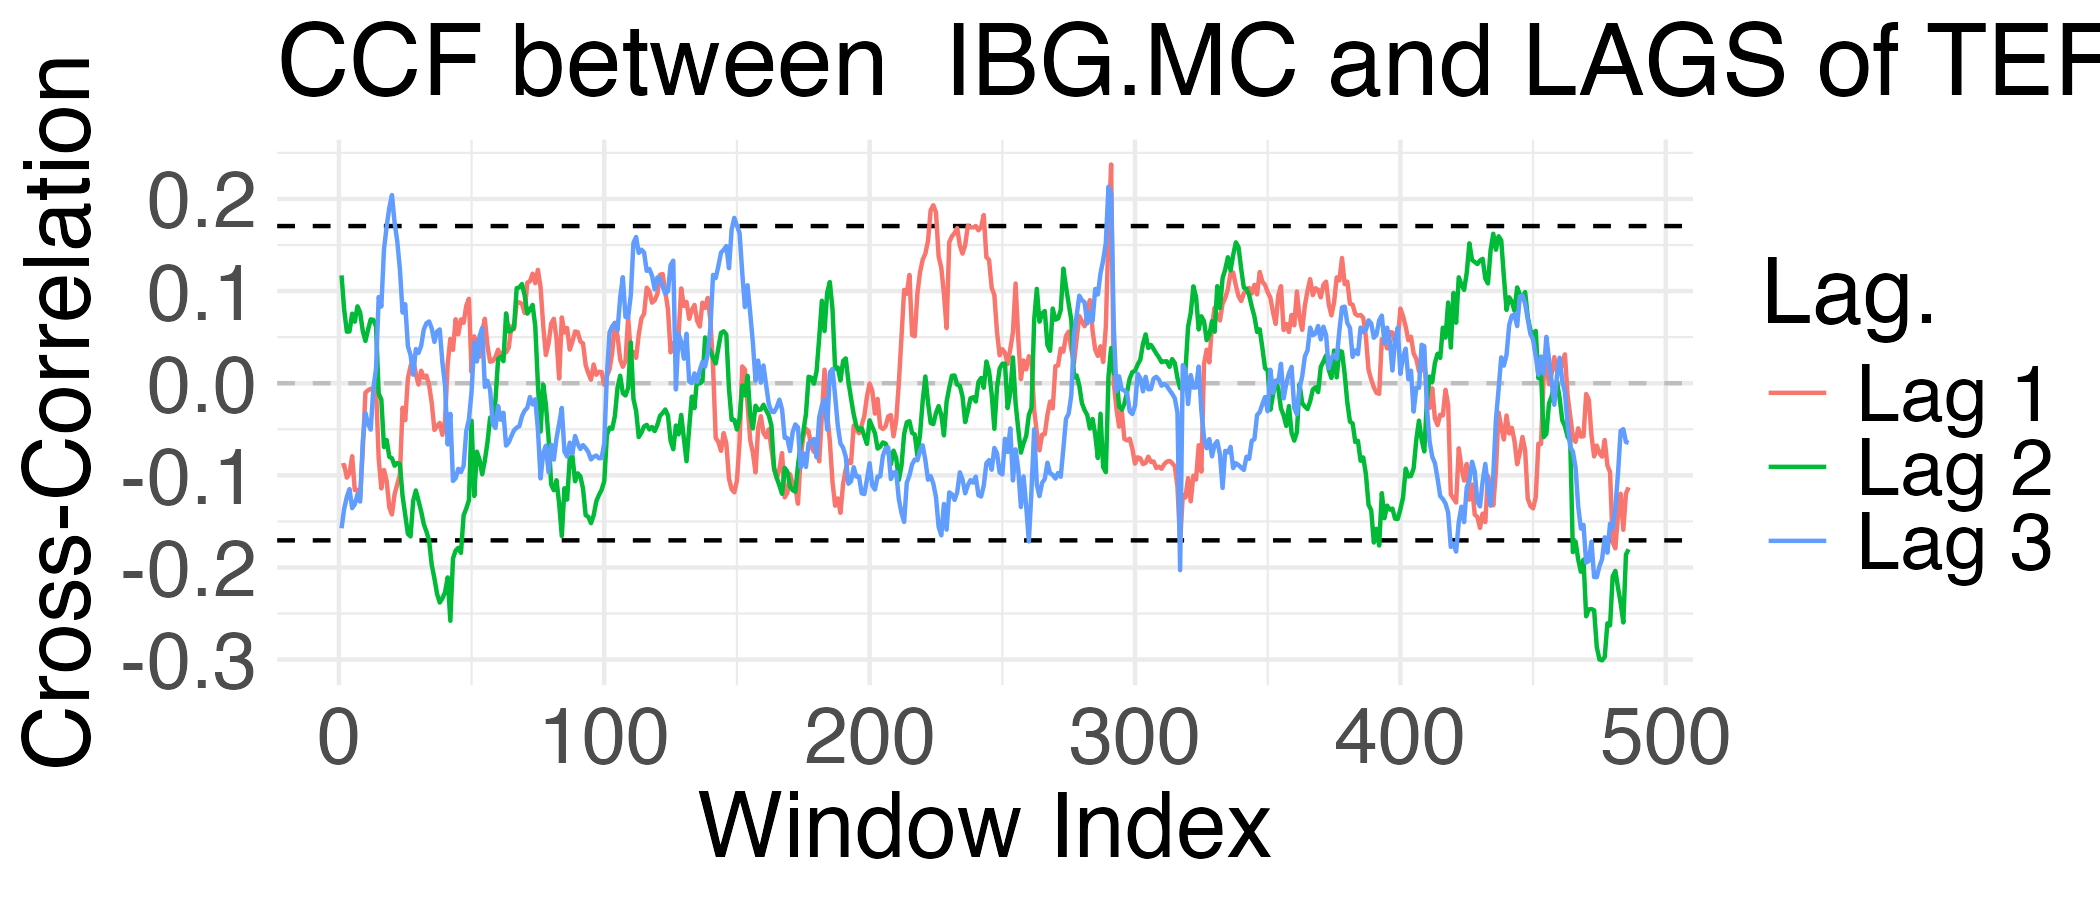 CCF between  IBG.MC and LAGS of TEF
Cross-Correlation
0.2
0.1
0.0
-0.1
-0.2
-0.3
0 100 200 300 400 500
Window Index
Lag.
Lag 1
Lag 2
Lag 3